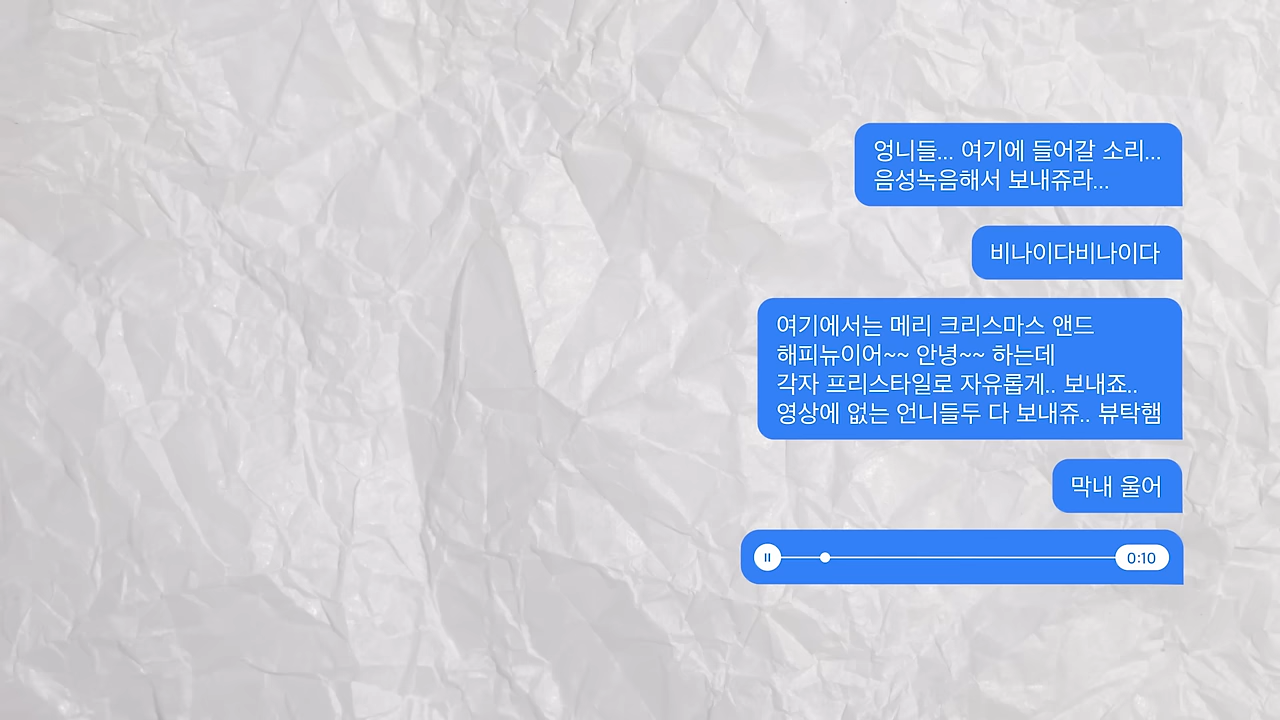 엉니들... 여기에 들어갈 소리...
음성녹음해서 보내쥬라...
비나이다비나이다
여기에서는 메리 크리스마스 앤드
해피뉴이어~~ 안녕~~ 하는데
각자 프리스타일로 자유롭게.. 보내죠..
영상에 없는 언니들두 다 보내쥬.. 뷰탁햄
막내 울어
0:10